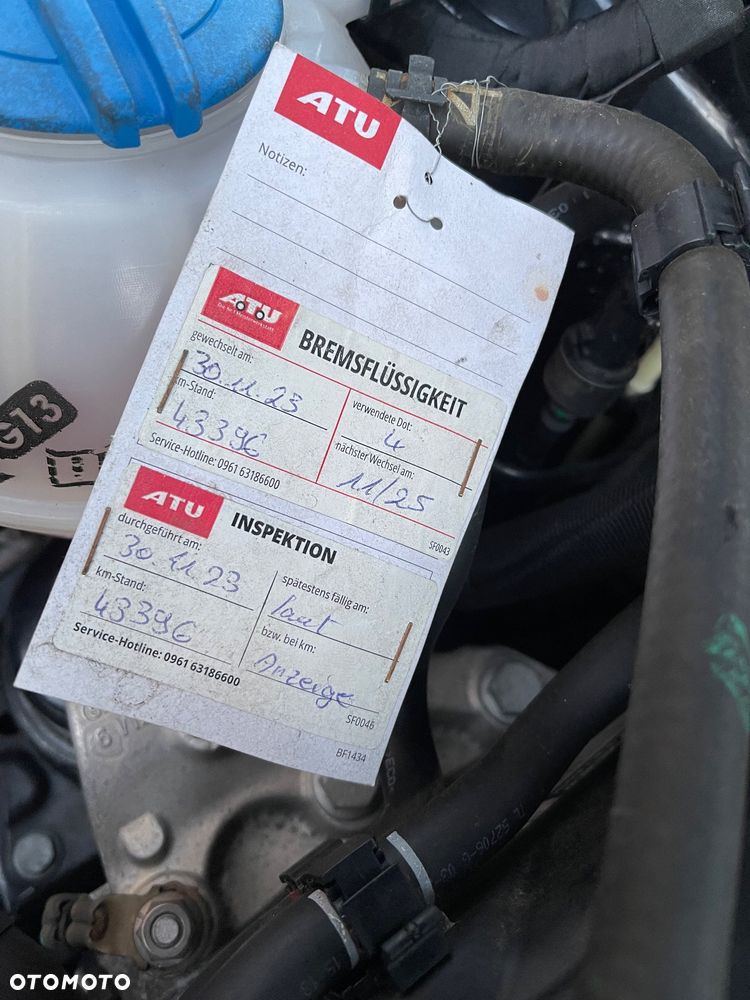 ATU
Notizen:
ATU
BREMSFLÜSSIGKEIT
gewechselt am:
30.11.23
km-Stand:
43396
verwendete Dot:
4
nächster Wechsel am:
11/25
Service-Hotline: 0961 63186600
SF0043
ATU
INSPEKTION
durchgeführt am:
30.11.23
km-Stand:
43396
spätestens fällig am:
laut
bzw. bei km:
Anzeige
Service-Hotline: 0961 63186600
SF0046
BF1434
G13
OTOMOTO